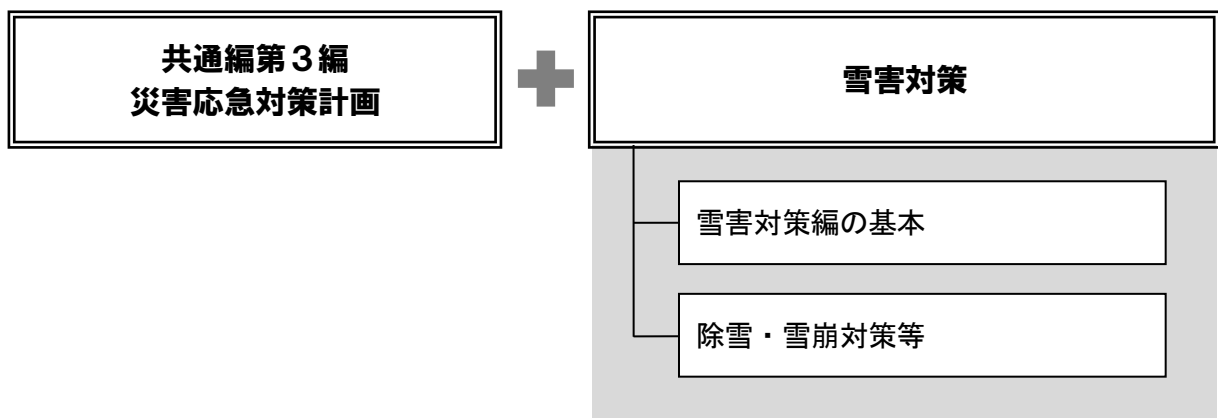 共通編第３編
災害応急対策計画
雪害対策
雪害対策編の基本
除雪・雪崩対策等